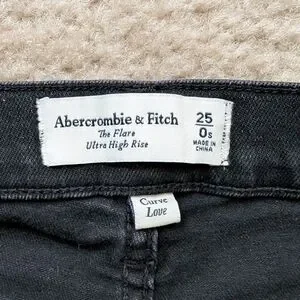 Abercrombie & Fitch
The Flare
Ultra High Rise
25
0s
MADE IN
CHINA
Curve
Love